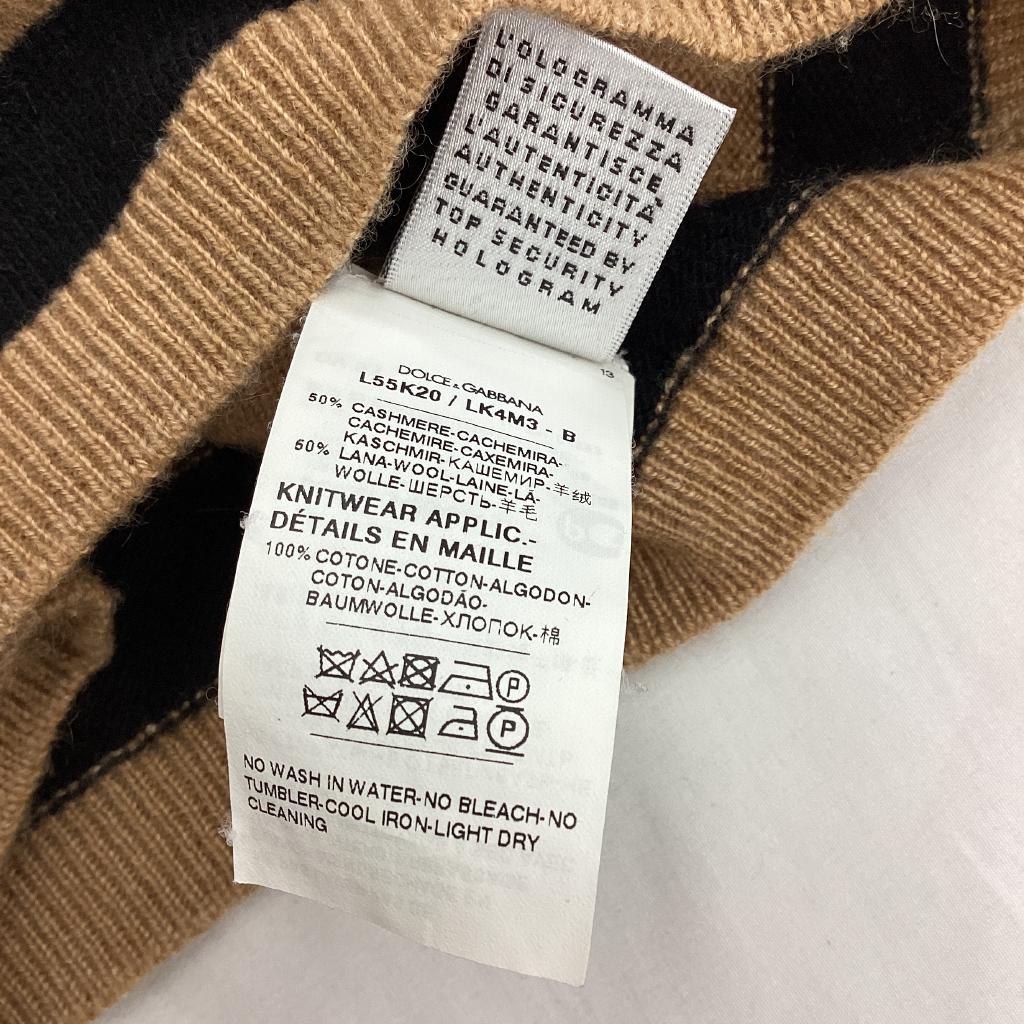 L'OLOGRAMMA
DI SICUREZZA
GARANTISCE
L'AUTENTICITÀ
AUTHENTICITY
GUARANTEED BY
TOP SECURITY
HOLOGRAM
13
DOLCE & GABBANA
L55K20 / LK4M3 - B
50% CASHMERE-CACHEMIRA-
CACHEMIRE-CAXEMIRA-
KASCHMIR-КАШЕМИР-羊绒
50% LANA-WOOL-LAINE-LÃ-
WOLLE-ШЕРСТЬ-羊毛
KNITWEAR APPLIC.-
DÉTAILS EN MAILLE
100% COTONE-COTTON-ALGODON-
COTON-ALGODÃO-
BAUMWOLLE-ХЛОПОК-棉
P
P
NO WASH IN WATER-NO BLEACH-NO
TUMBLER-COOL IRON-LIGHT DRY
CLEANING